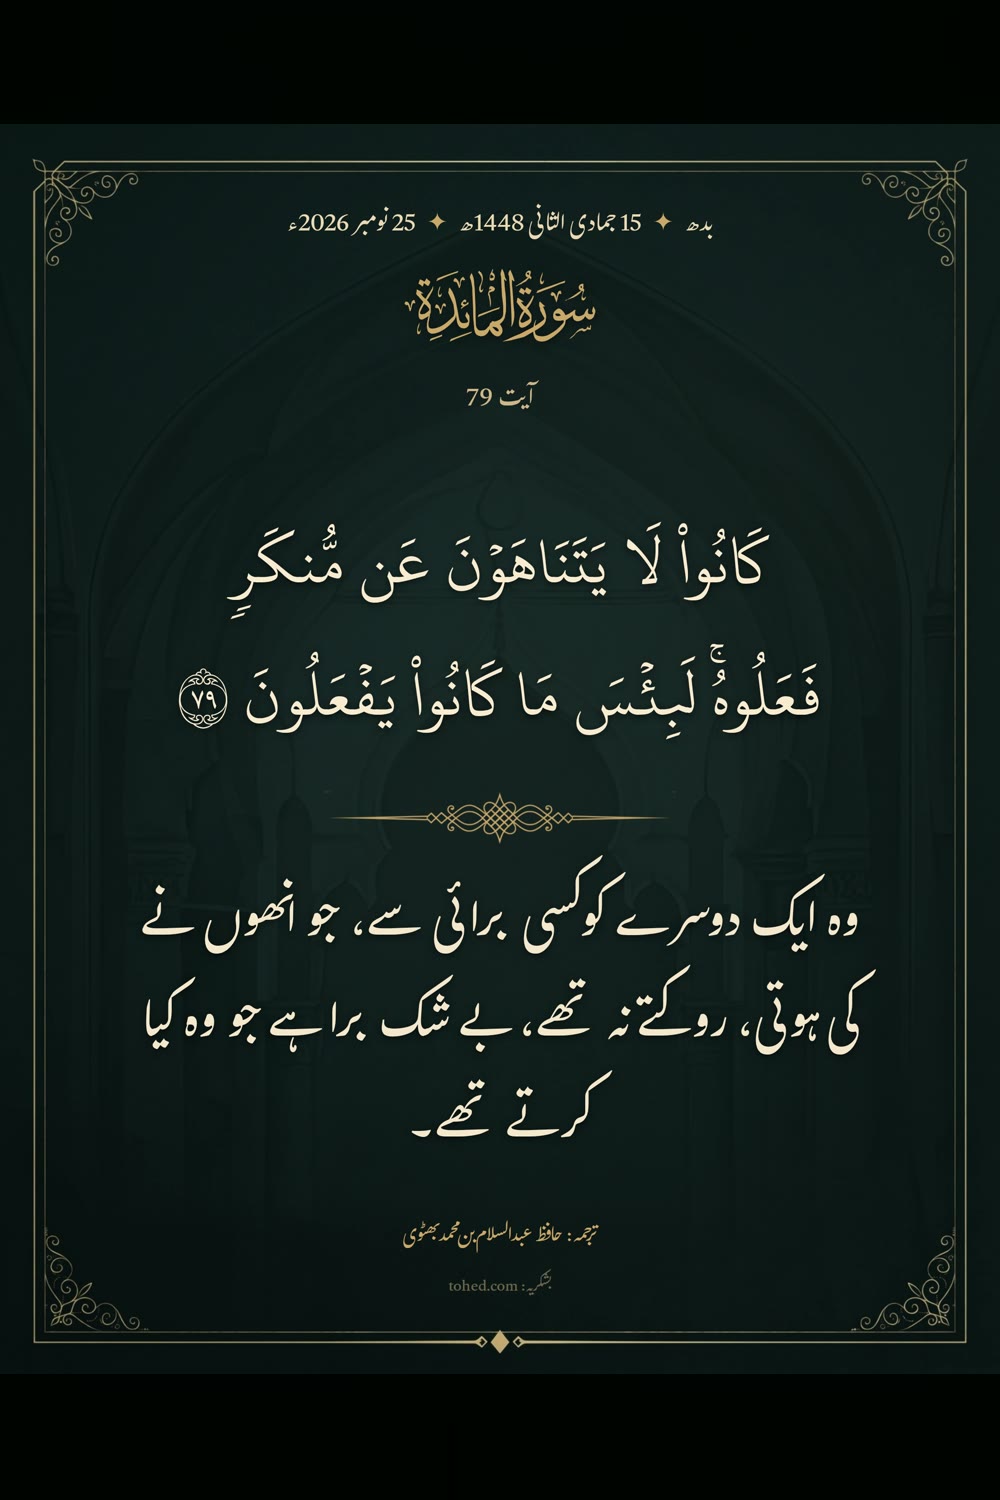 بدھ ✦ 15 جمادی الثانی 1448ھ ✦ 25 نومبر 2026ء
سُورَةُ المَائِدَة
آیت 79
كَانُوا۟ لَا يَتَنَاهَوْنَ عَن مُّنكَرٍ
فَعَلُوهُ ۚ لَبِئْسَ مَا كَانُوا۟ يَفْعَلُونَ ٧٩
وہ ایک دوسرے کو کسی برائی سے، جو انھوں نے
کی ہوتی، روکتے نہ تھے، بے شک برا ہے جو وہ کیا
کرتے تھے۔
ترجمہ: حافظ عبدالسلام بن محمد بھٹوی
بشکریہ: tohed.com